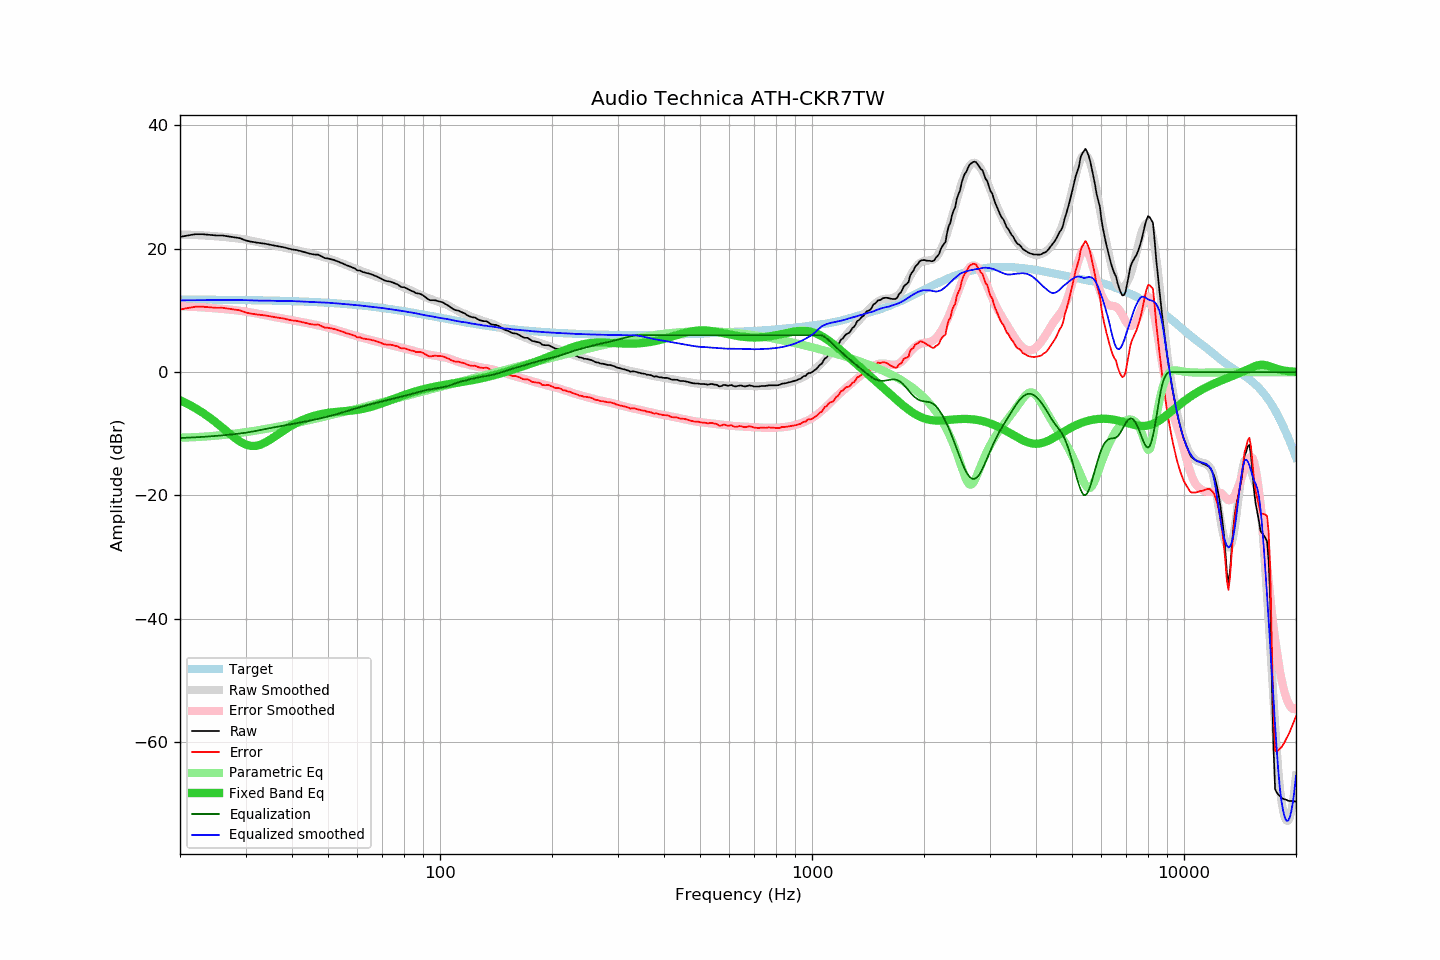 Audio Technica ATH-CKR7TW
40
20
0
−20
−40
−60
Amplitude (dBr)
Target
Raw Smoothed
Error Smoothed
Raw
Error
Parametric Eq
Fixed Band Eq
Equalization
Equalized smoothed
100
1000
10000
Frequency (Hz)